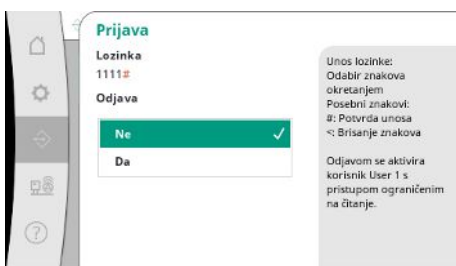 Prijava
Lozinka
1111#
Odjava
Ne
Da
Unos lozinke:
Odabir znakova
okretanjem
Posebni znakovi:
#: Potvrda unosa
<: Brisanje znakova
Odjavom se aktivira
korisnik User 1 s
pristupom ograničenim
na čitanje.